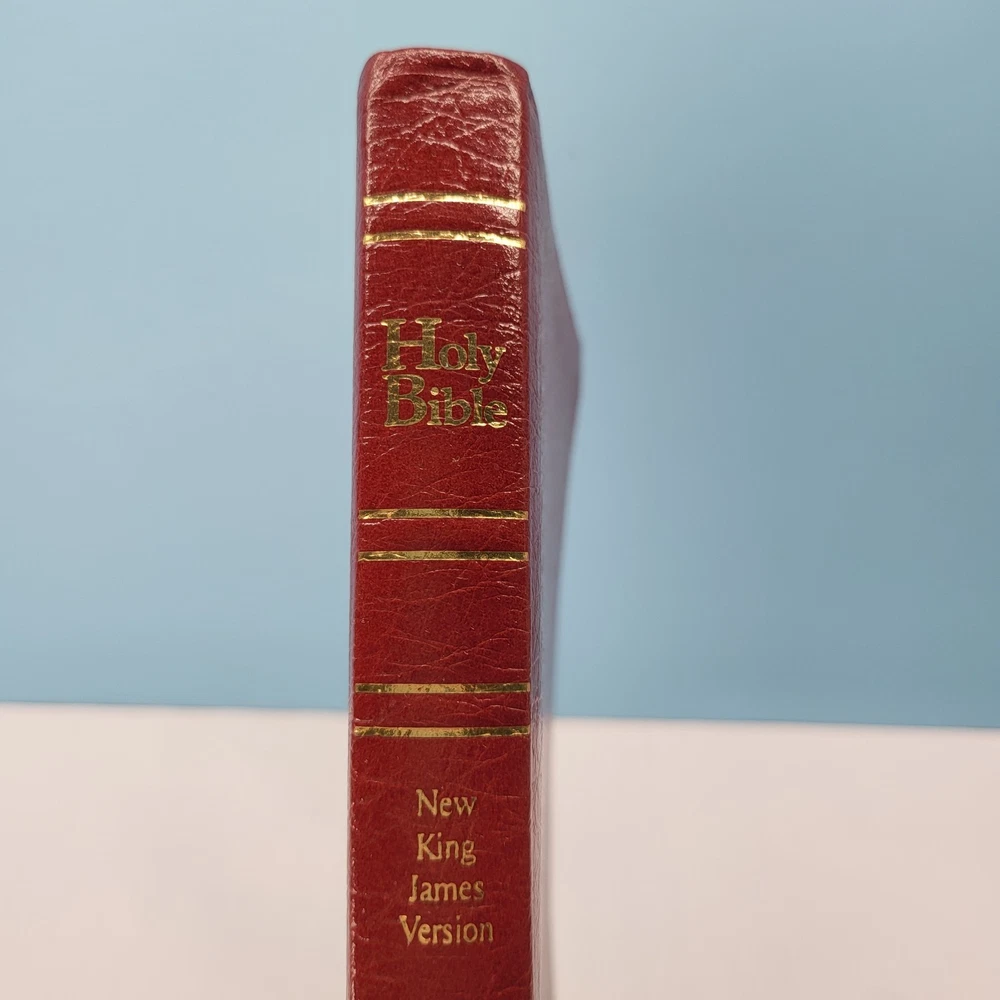 Holy
Bible
New
King
James
Version